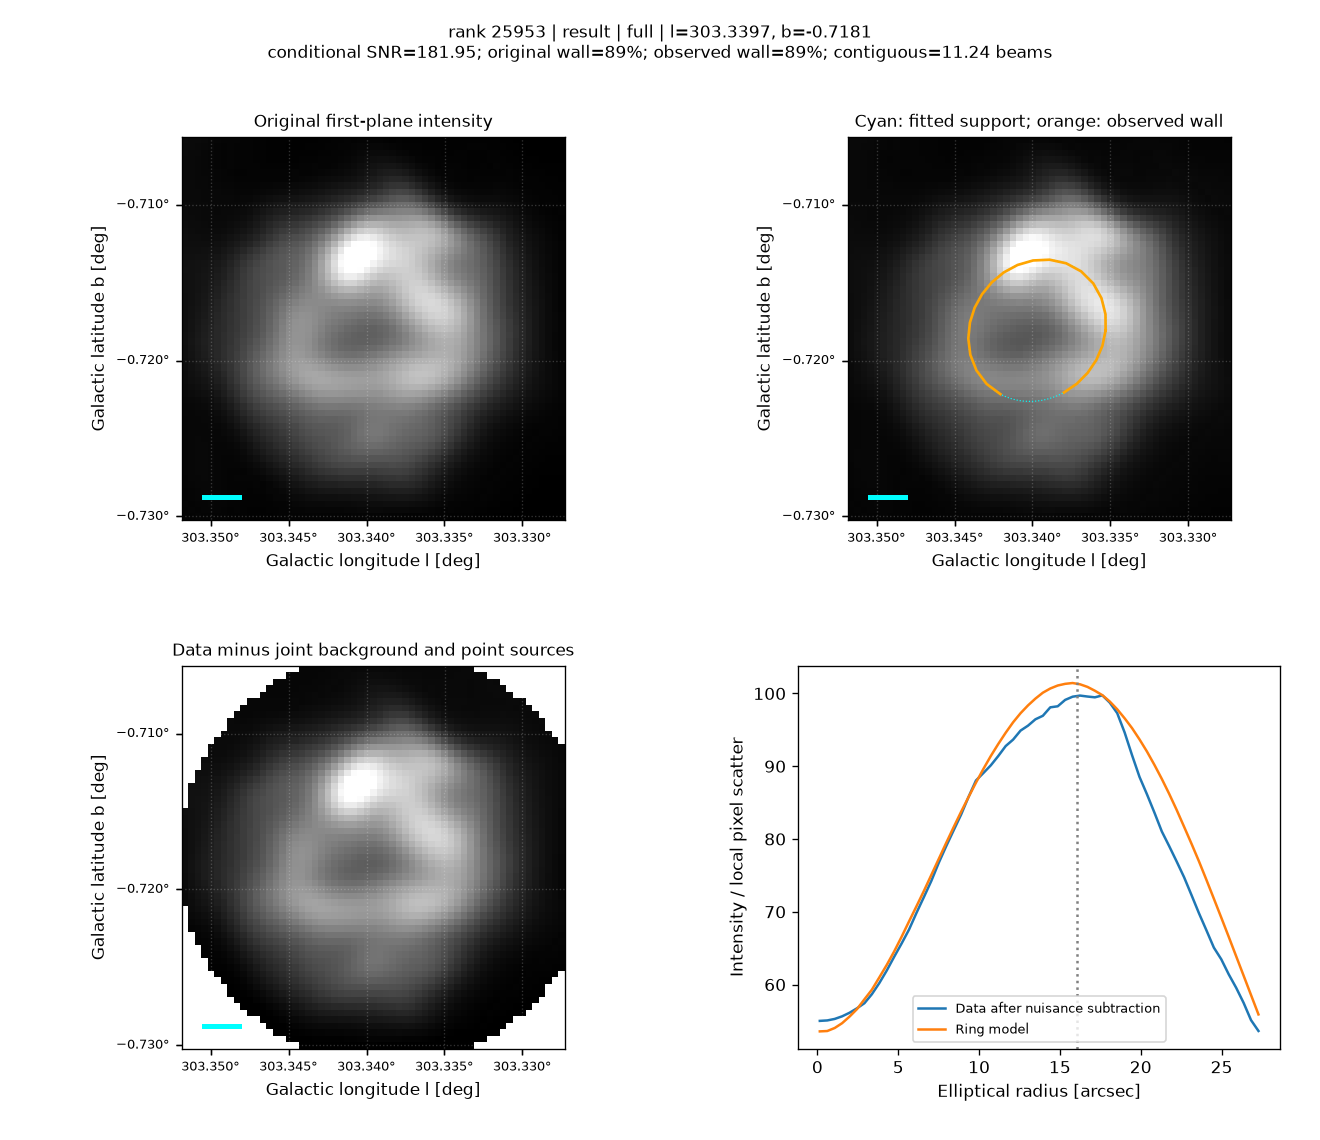 rank 25953 | result | full | l=303.3397, b=-0.7181
conditional SNR=181.95; original wall=89%; observed wall=89%; contiguous=11.24 beams
Original first-plane intensity
−0.710°
−0.720°
−0.730°
Galactic latitude b [deg]
303.350° 303.345° 303.340° 303.335° 303.330°
Galactic longitude l [deg]
Cyan: fitted support; orange: observed wall
−0.710°
−0.720°
−0.730°
Galactic latitude b [deg]
303.350° 303.345° 303.340° 303.335° 303.330°
Galactic longitude l [deg]
Data minus joint background and point sources
−0.710°
−0.720°
−0.730°
Galactic latitude b [deg]
303.350° 303.345° 303.340° 303.335° 303.330°
Galactic longitude l [deg]
100
90
80
70
60
Intensity / local pixel scatter
Data after nuisance subtraction
Ring model
0 5 10 15 20 25
Elliptical radius [arcsec]